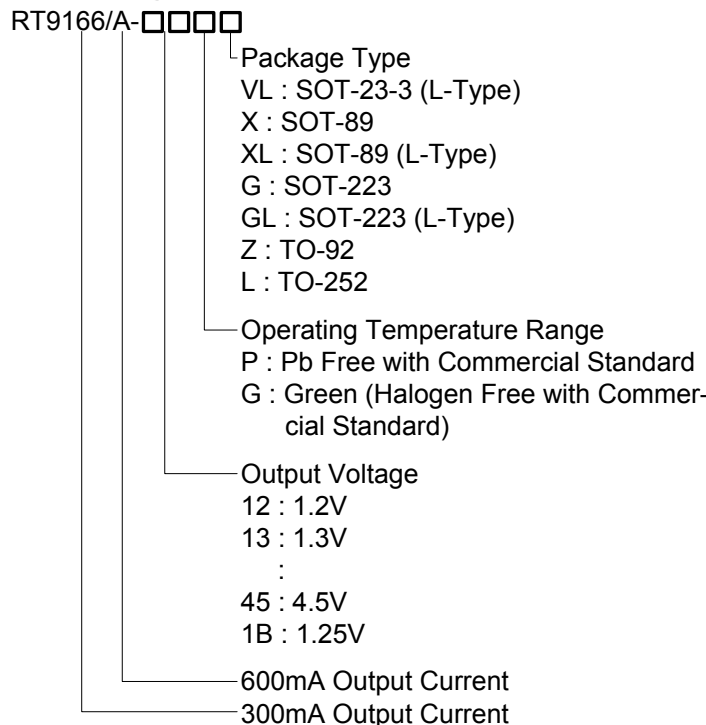 RT9166/A-□□□□
Package Type
VL : SOT-23-3 (L-Type)
X : SOT-89
XL : SOT-89 (L-Type)
G : SOT-223
GL : SOT-223 (L-Type)
Z : TO-92
L : TO-252
Operating Temperature Range
P : Pb Free with Commercial Standard
G : Green (Halogen Free with Commer-
cial Standard)
Output Voltage
12 : 1.2V
13 : 1.3V
:
45 : 4.5V
1B : 1.25V
600mA Output Current
300mA Output Current